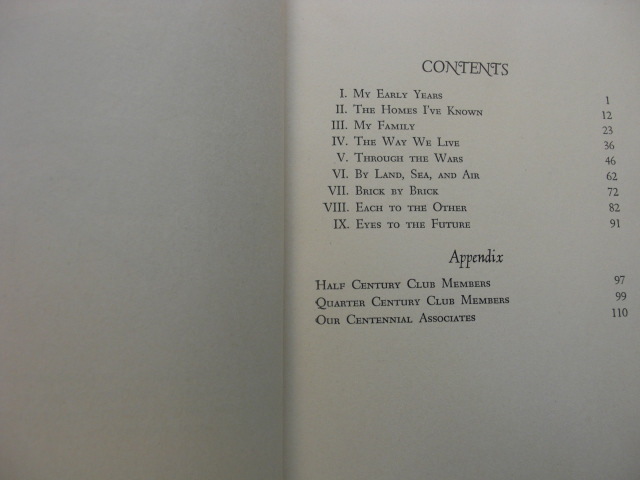 CONTENTS
I. My Early Years 1
II. The Homes I've Known 12
III. My Family 23
IV. The Way We Live 36
V. Through the Wars 46
VI. By Land, Sea, and Air 62
VII. Brick by Brick 72
VIII. Each to the Other 82
IX. Eyes to the Future 91
Appendix
Half Century Club Members 97
Quarter Century Club Members 99
Our Centennial Associates 110